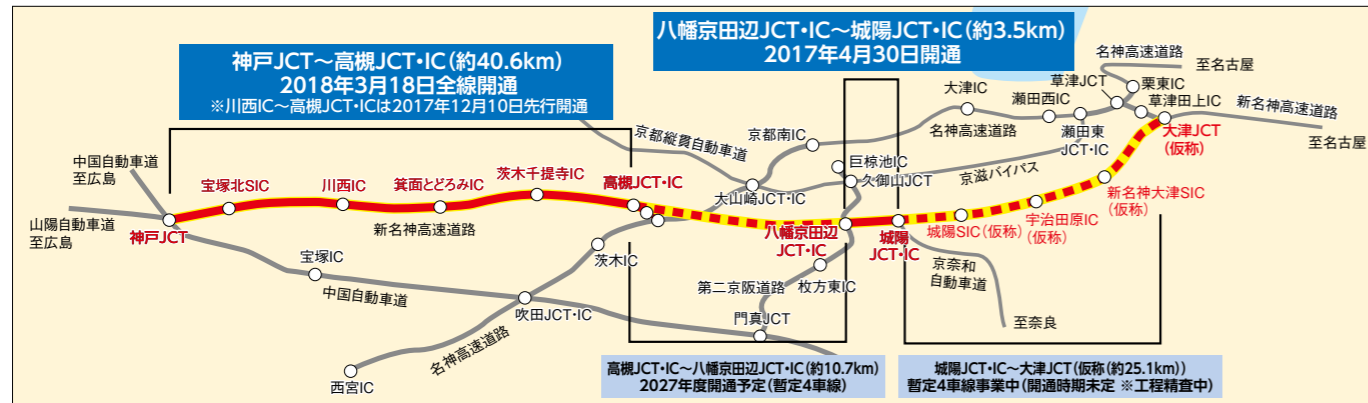 神戸JCT～高槻JCT・IC（約40.6km）
2018年3月18日全線開通
※川西IC～高槻JCT・ICは2017年12月10日先行開通
八幡京田辺JCT・IC～城陽JCT・IC（約3.5km）
2017年4月30日開通
名神高速道路
至名古屋
草津JCT
栗東IC
大津IC
瀬田西IC
草津田上IC
新名神高速道路
至名古屋
名神高速道路
瀬田東
JCT・IC
大津JCT
（仮称）
京都縦貫自動車道
京都南IC
巨椋池IC
久御山JCT
京滋バイパス
大山崎JCT・IC
中国自動車道
至広島
宝塚北SIC
川西IC
箕面とどろみIC
茨木千提寺IC
高槻JCT・IC
山陽自動車道
至広島
神戸JCT
新名神高速道路
八幡京田辺
JCT・IC
城陽
JCT・IC
城陽SIC（仮称）
宇治田原IC
（仮称）
新名神大津SIC
（仮称）
宝塚IC
中国自動車道
茨木IC
吹田JCT・IC
名神高速道路
西宮IC
第二京阪道路
枚方東IC
門真JCT
京奈和
自動車道
至奈良
高槻JCT・IC～八幡京田辺JCT・IC（約10.7km）
2027年度開通予定（暫定4車線）
城陽JCT・IC～大津JCT（仮称（約25.1km））
暫定4車線事業中（開通時期未定 ※工程精査中）